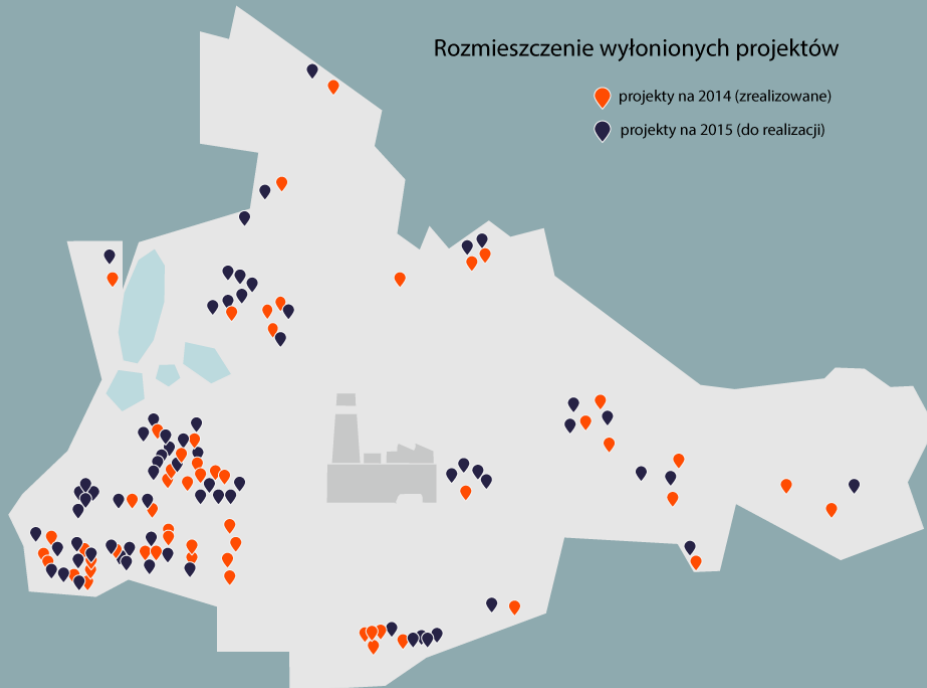 Rozmieszczenie wyłonionych projektów
projekty na 2014 (zrealizowane)
projekty na 2015 (do realizacji)